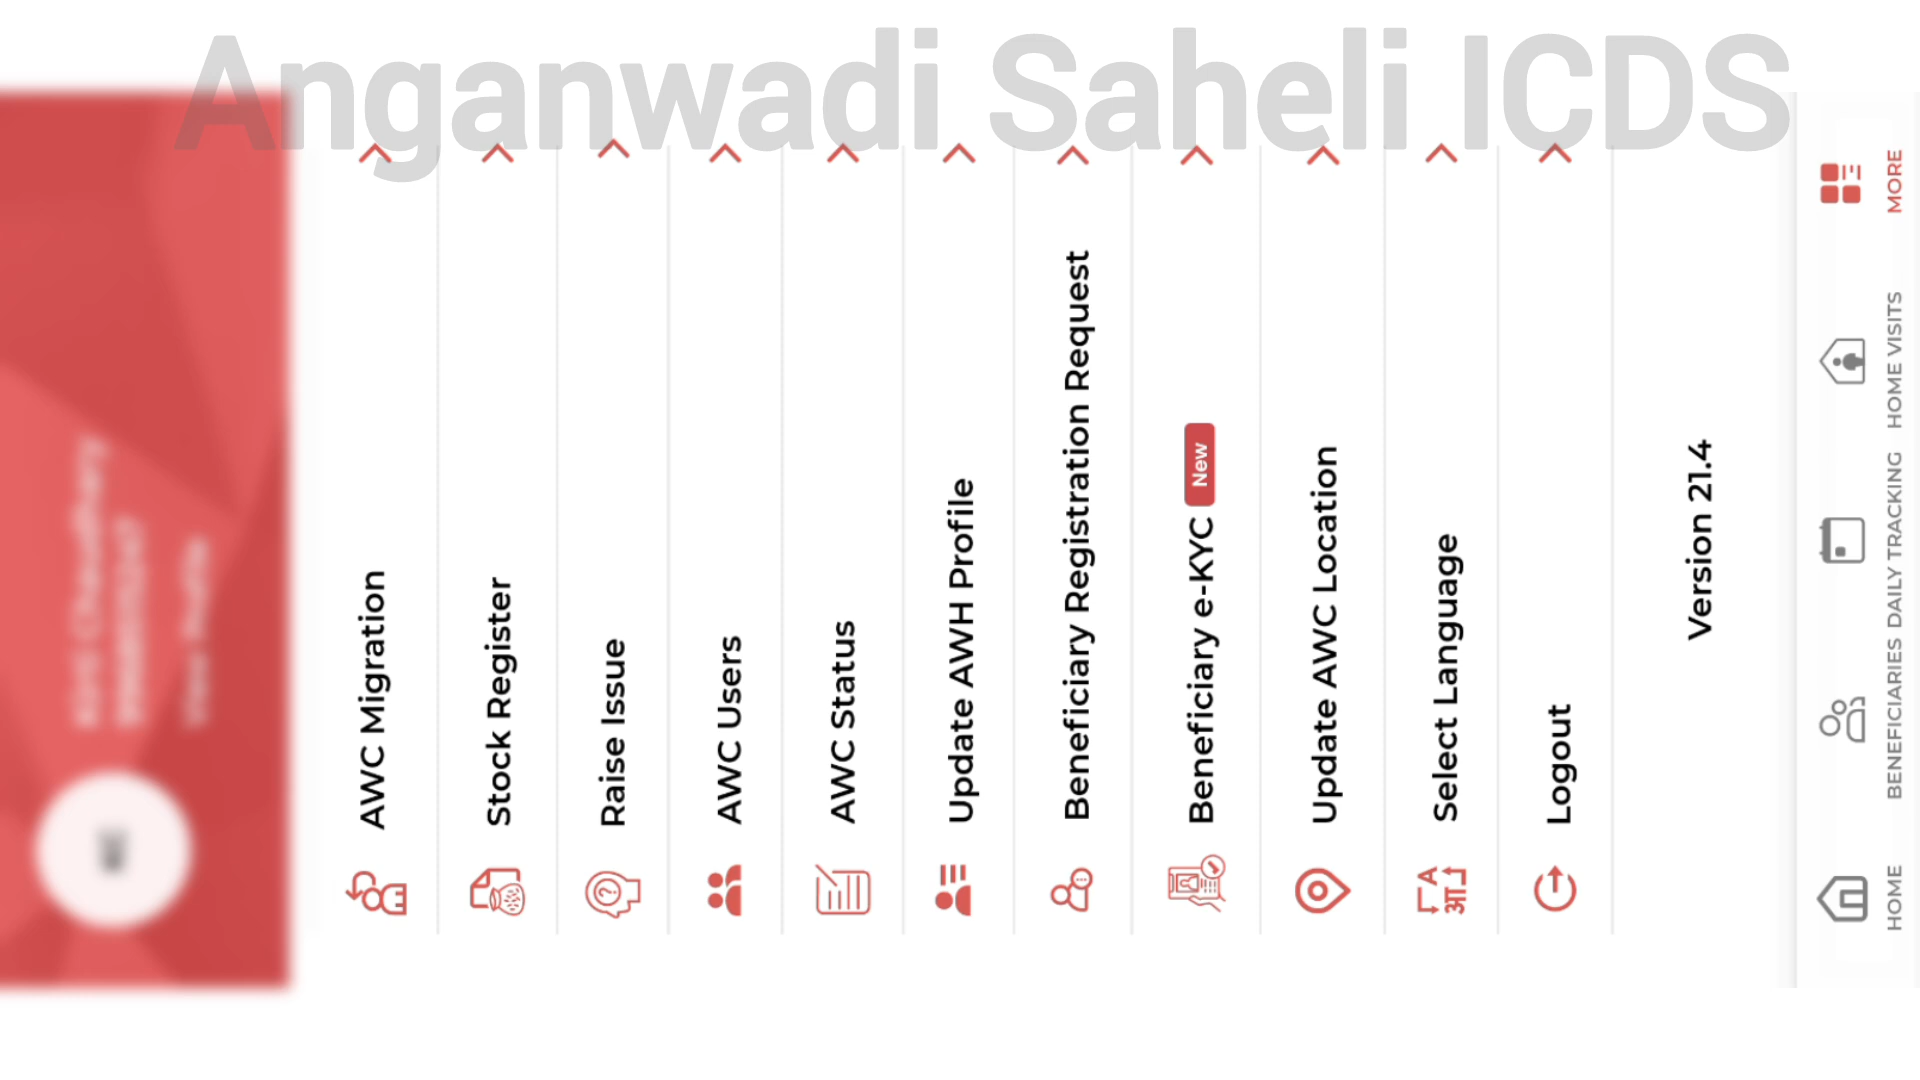 Anganwadi Saheli ICDS
AWC Migration
Stock Register
Raise Issue
AWC Users
AWC Status
Update AWH Profile
Beneficiary Registration Request
Beneficiary e-KYC New
Update AWC Location
Select Language
A
अ
Logout
Version 21.4
HOME
BENEFICIARIES
DAILY TRACKING
HOME VISITS
MORE